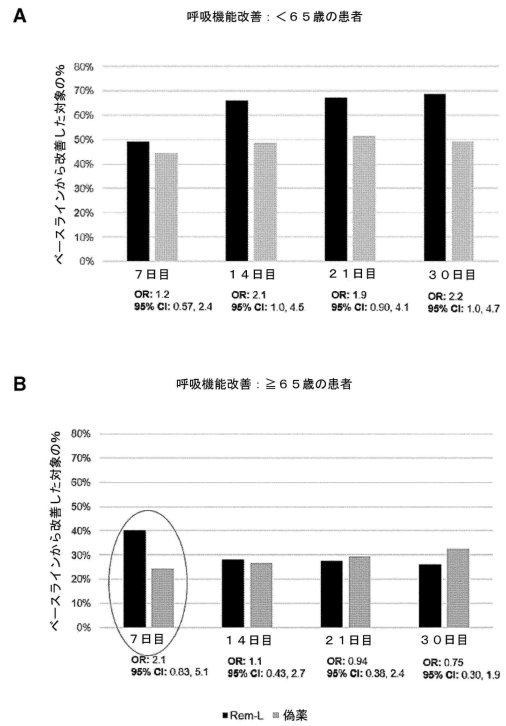 A
呼吸機能改善：＜６５歳の患者
ベースラインから改善した対象の%
80%
70%
60%
50%
40%
30%
20%
10%
0%
７日目 １４日目 ２１日目 ３０日目
OR: 1.2 OR: 2.1 OR: 1.9 OR: 2.2
95% CI: 0.57, 2.4 95% CI: 1.0, 4.5 95% CI: 0.90, 4.1 95% CI: 1.0, 4.7
B
呼吸機能改善：≧６５歳の患者
ベースラインから改善した対象の%
80%
70%
60%
50%
40%
30%
20%
10%
0%
７日目 １４日目 ２１日目 ３０日目
OR: 2.1 OR: 1.1 OR: 0.94 OR: 0.75
95% CI: 0.83, 5.1 95% CI: 0.43, 2.7 95% CI: 0.38, 2.4 95% CI: 0.30, 1.9
Rem-L 偽薬